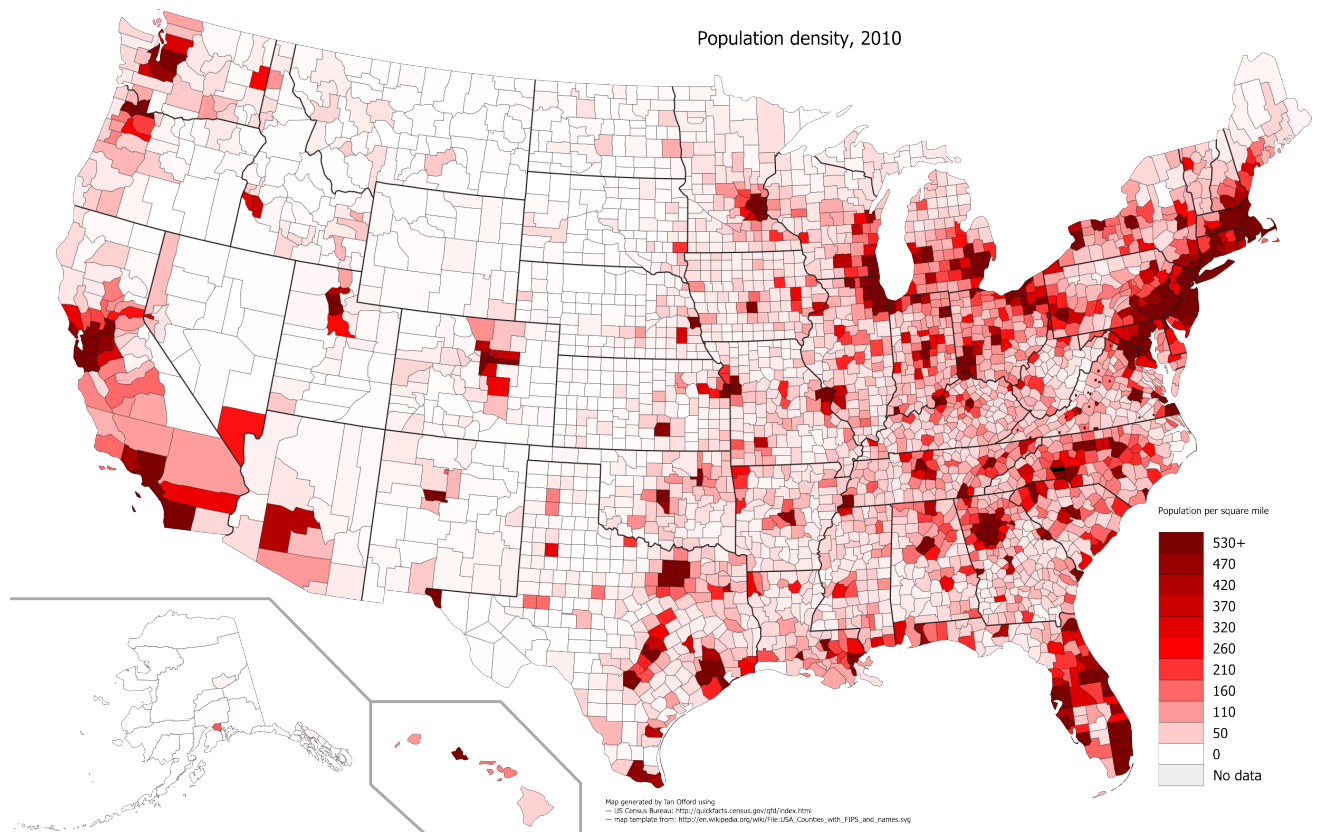 Population density, 2010
Population per square mile
530+
470
420
370
320
260
210
160
110
50
0
No data
Map generated by Ian Offord using
— US Census Bureau: http://quickfacts.census.gov/qfd/index.html
— map template from: http://en.wikipedia.org/wiki/File:USA_Counties_with_FIPS_and_names.svg